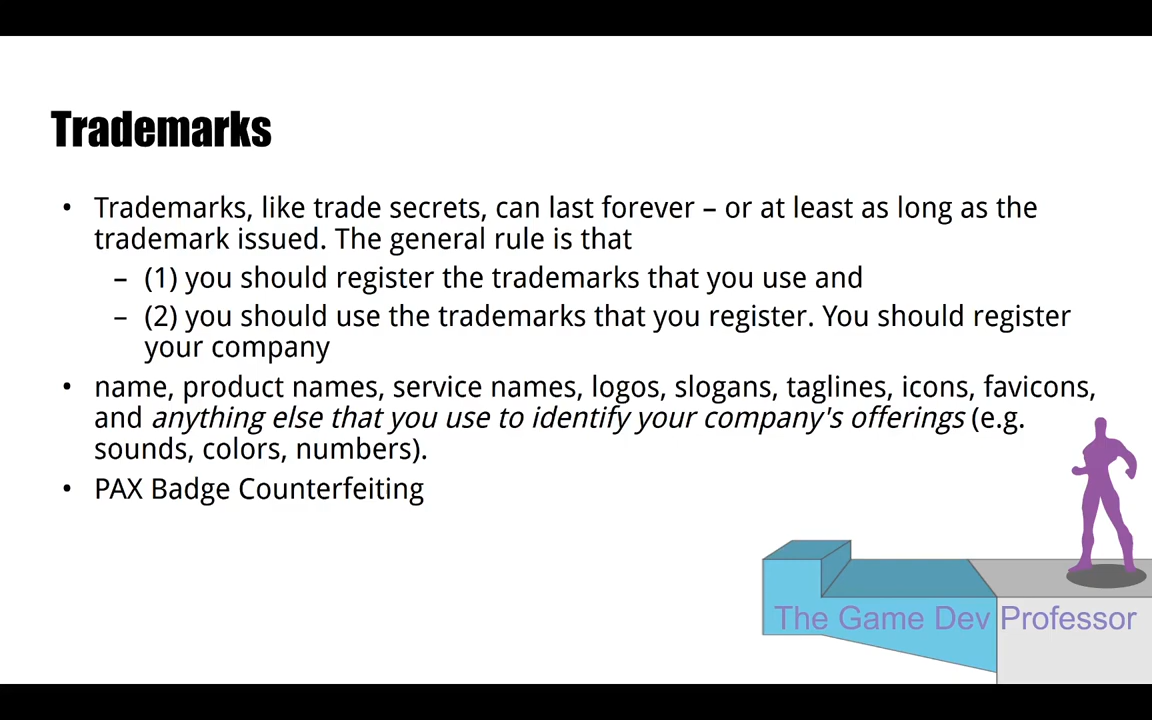 Trademarks
• Trademarks, like trade secrets, can last forever – or at least as long as the
trademark issued. The general rule is that
– (1) you should register the trademarks that you use and
– (2) you should use the trademarks that you register. You should register
your company
• name, product names, service names, logos, slogans, taglines, icons, favicons,
and anything else that you use to identify your company's offerings (e.g.
sounds, colors, numbers).
• PAX Badge Counterfeiting
The Game Dev Professor